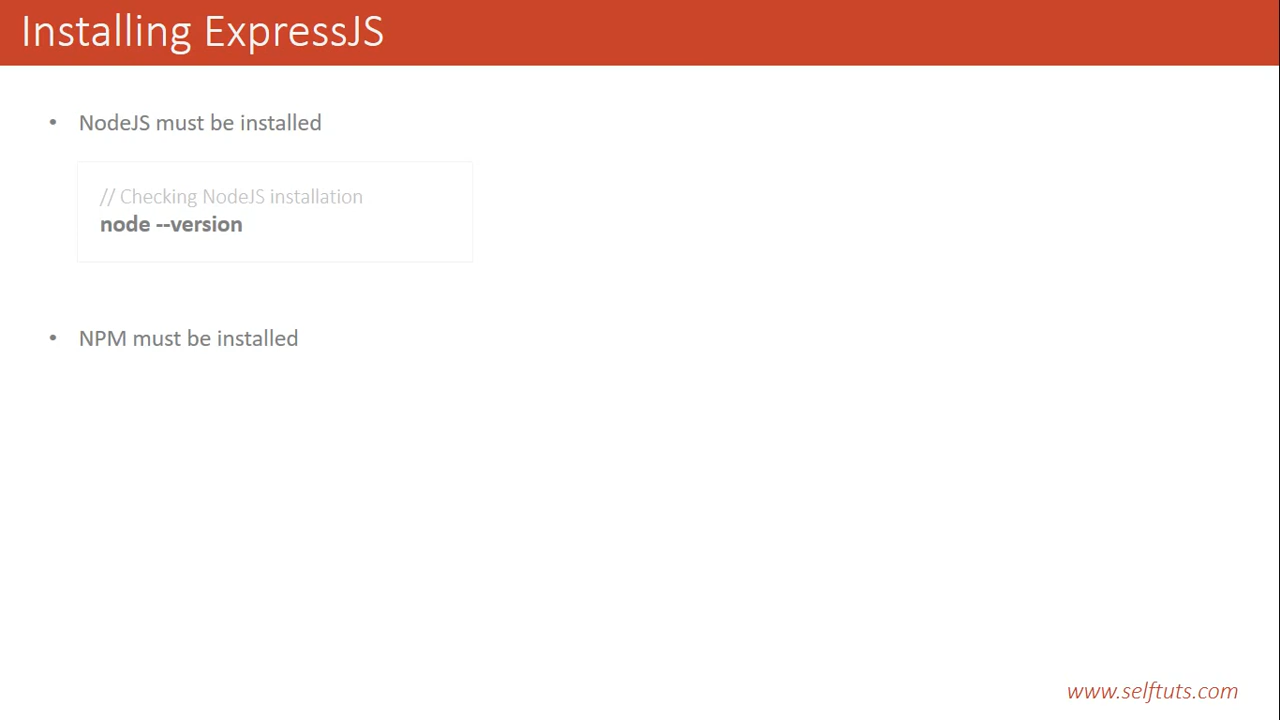 Installing ExpressJS
• NodeJS must be installed
// Checking NodeJS installation
node --version
• NPM must be installed
www.selftuts.com